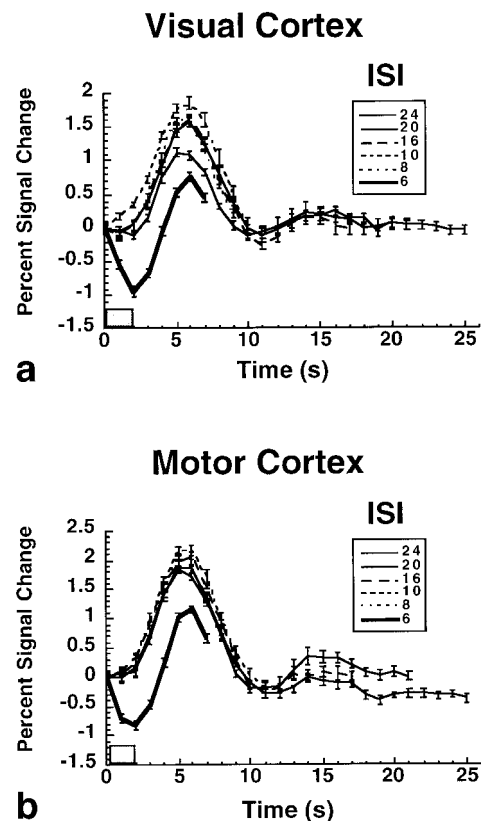 Visual Cortex
ISI
24
20
16
10
8
6
Percent Signal Change
2
1.5
1
0.5
0
-0.5
-1
-1.5
0 5 10 15 20 25
a
Time (s)
Motor Cortex
ISI
24
20
16
10
8
6
Percent Signal Change
2.5
2
1.5
1
0.5
0
-0.5
-1
-1.5
0 5 10 15 20 25
b
Time (s)